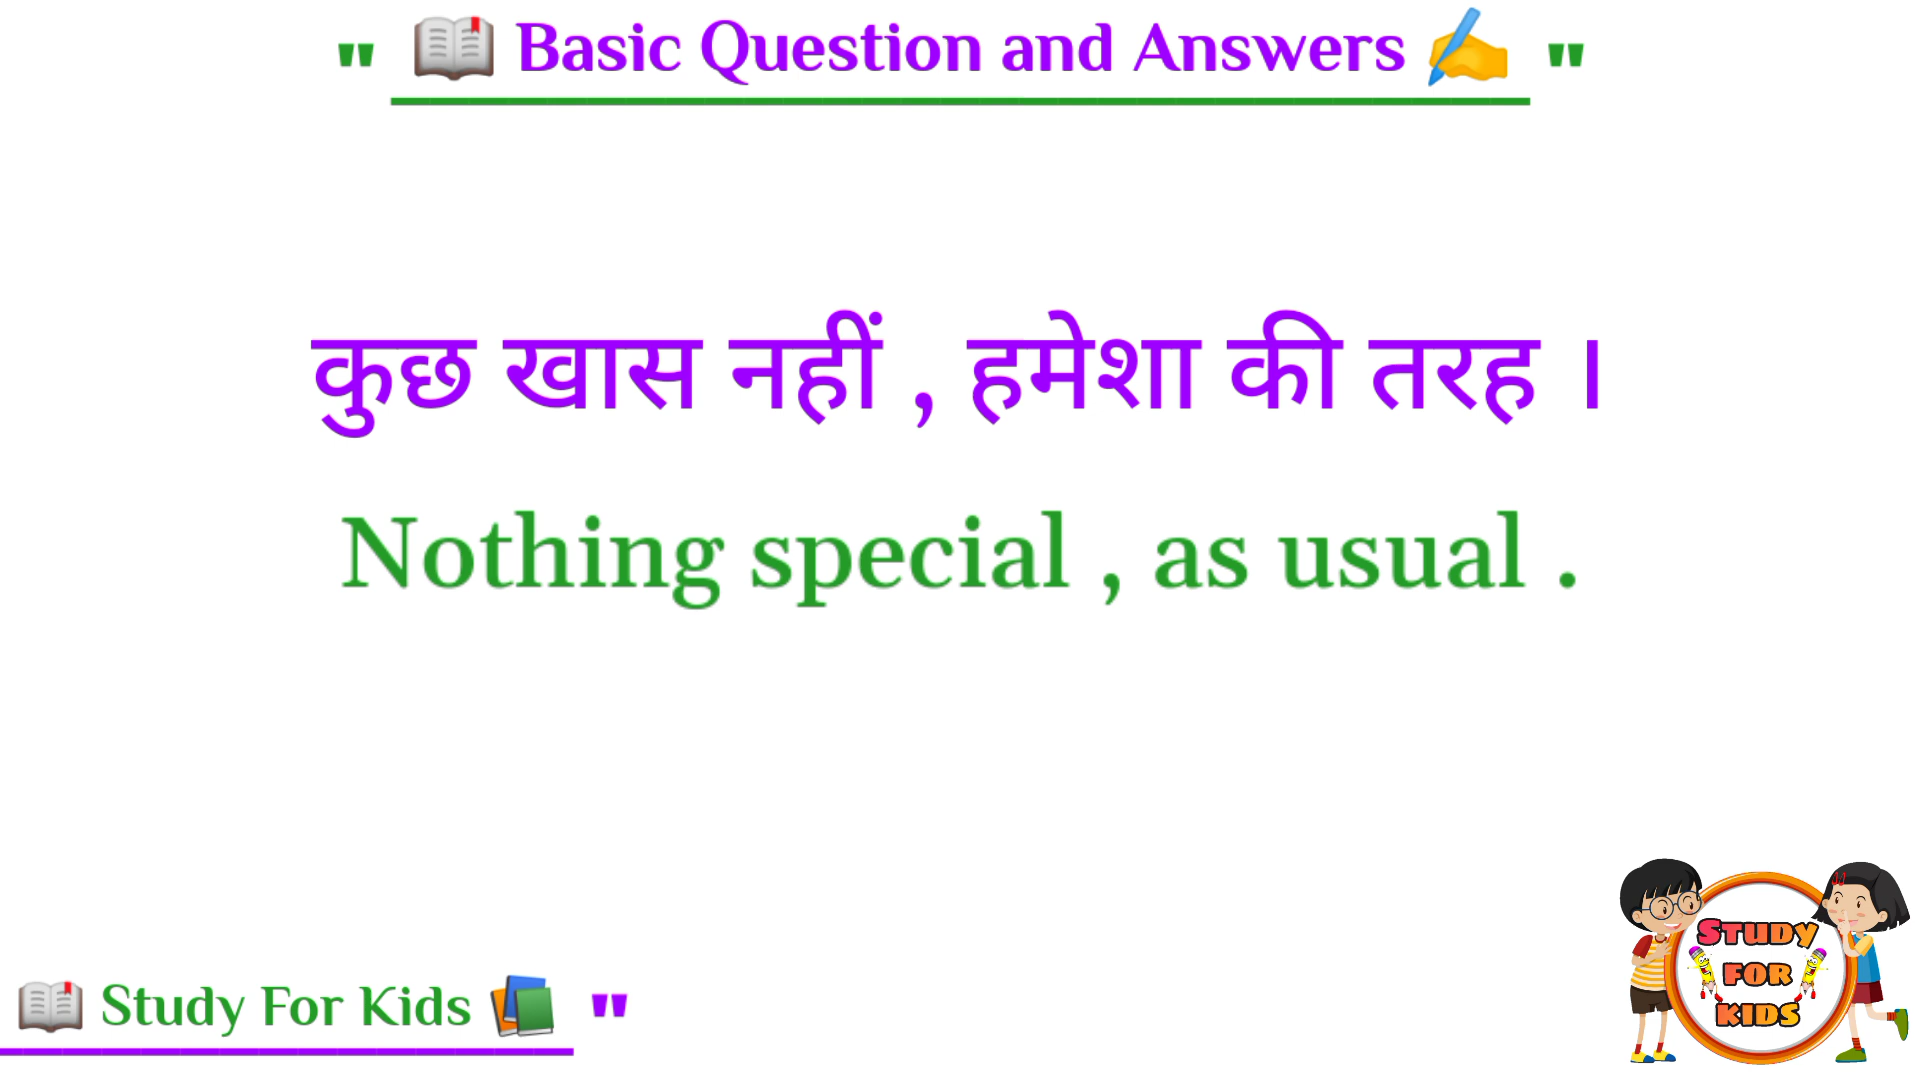 " 📖 Basic Question and Answers ✍ "
कुछ खास नहीं , हमेशा की तरह ।
Nothing special , as usual .
📖 Study For Kids 📚 "
STUDY
FOR
KIDS